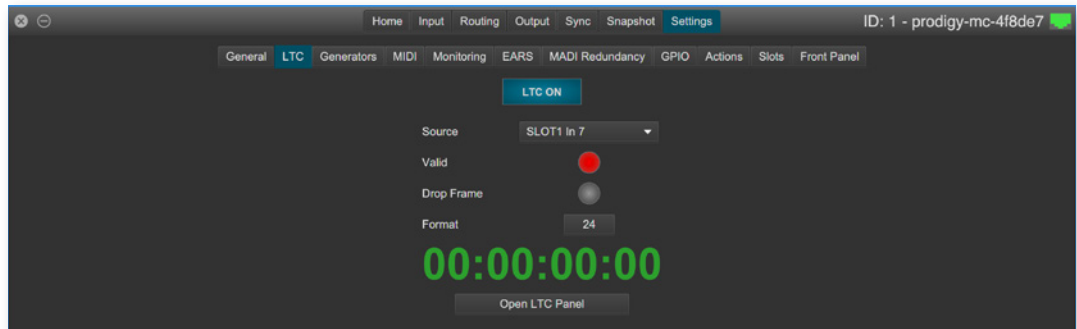 Home Input Routing Output Sync Snapshot Settings ID: 1 - prodigy-mc-4f8de7
General LTC Generators MIDI Monitoring EARS MADI Redundancy GPIO Actions Slots Front Panel
LTC ON
Source SLOT1 In 7
Valid
Drop Frame
Format 24
00:00:00:00
Open LTC Panel